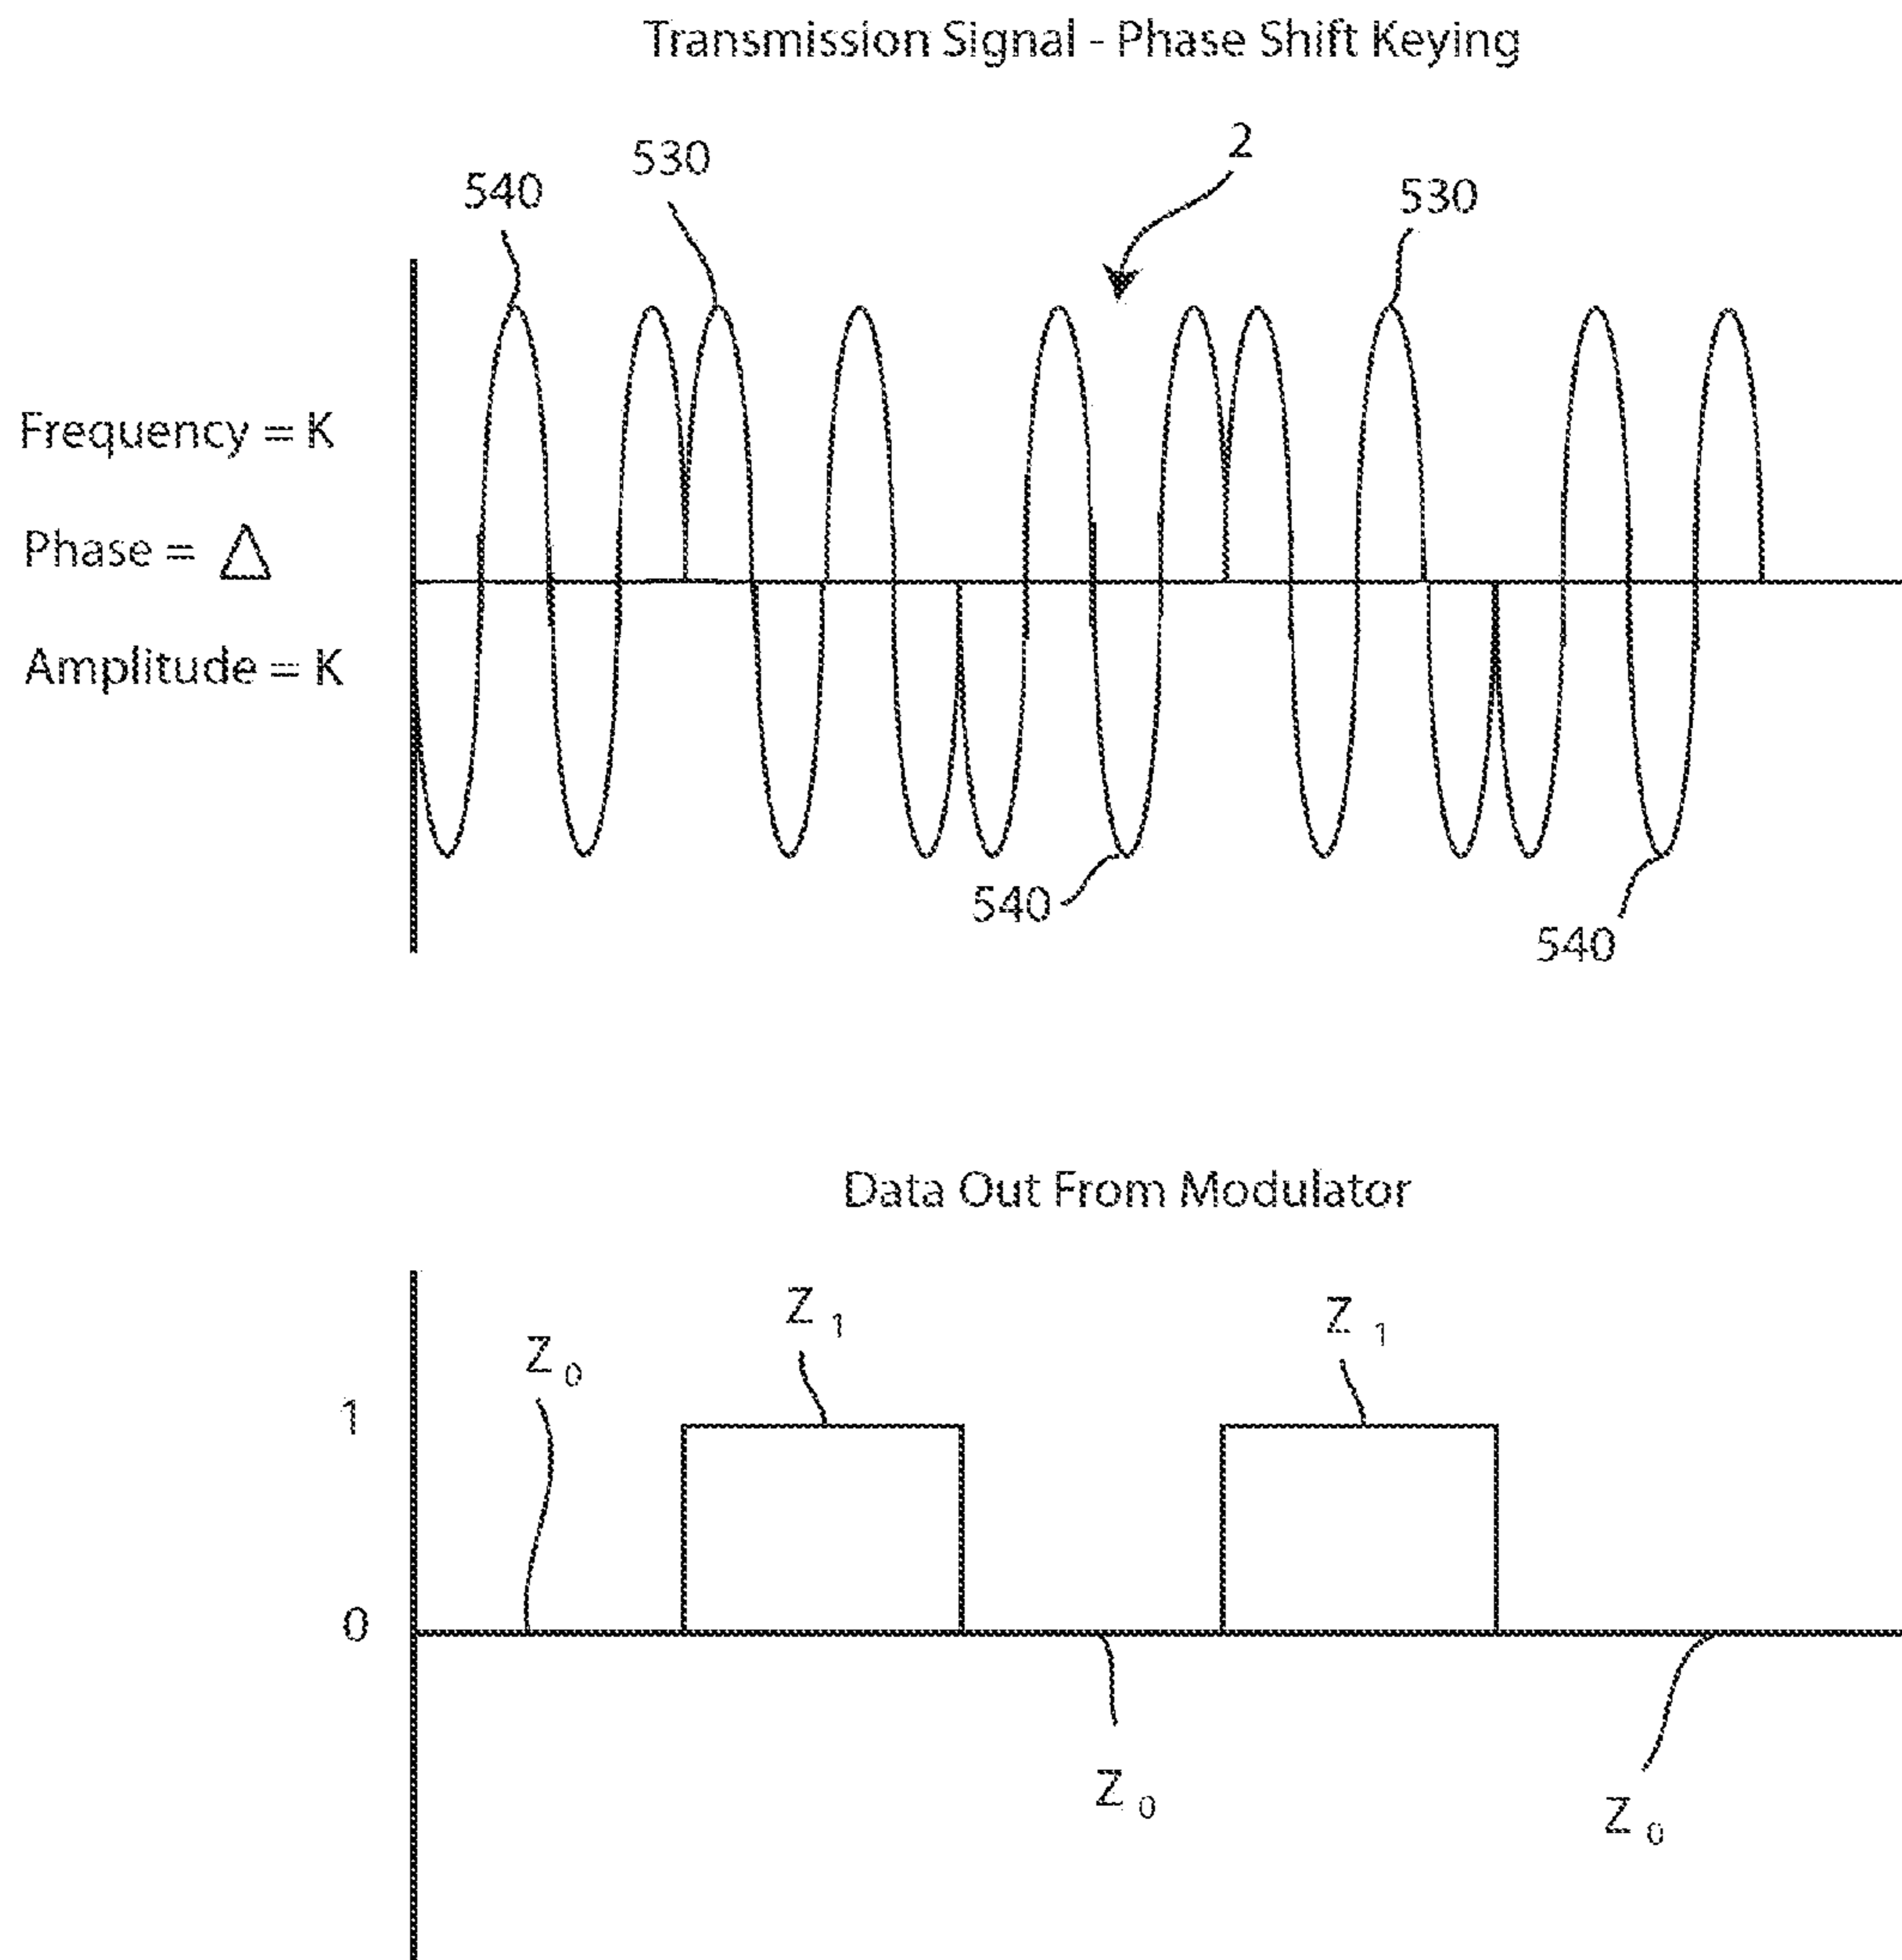 Transmission Signal - Phase Shift Keying
2
530
540
530
Frequency = K
Phase = △
Amplitude = K
540
540
Data Out From Modulator
Z 1
Z 1
Z 0
1
0
Z 0
Z 0